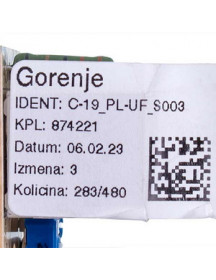 Gorenje
IDENT: C-19_PL-UF_S003
KPL: 874221
Datum: 06.02.23
Izmena: 3
Kolicina: 283/480